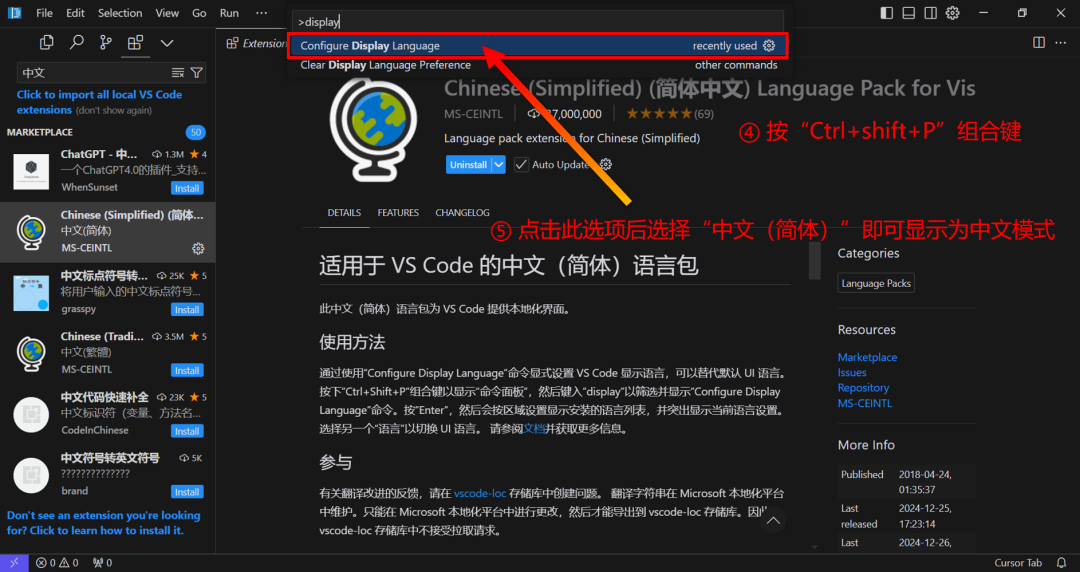 File Edit Selection View Go Run ···
>display
Configure Display Language recently used
Clear Display Language Preference other commands
中文
Click to import all local VS Code
extensions (don't show again)
MARKETPLACE 50
ChatGPT - 中... 1.3M ★ 4
一个ChatGPT4.0的插件_支持...
WhenSunset Install
Chinese (Simplified) (简体...
中文(简体)
MS-CEINTL
中文标点符号转... 25K ★ 5
将用户输入的中文标点符号...
grasspy Install
Chinese (Tradi... 3.5M ★ 5
中文(繁體)
MS-CEINTL Install
中文代码快速补全 23K ★ 5
中文标识符（变量、方法名...
CodeInChinese Install
中文符号转英文符号 5K
??????????????
brand Install
Don't see an extension you're looking
for? Click to learn how to install it.
Extension
Chinese (Simplified) (简体中文) Language Pack for Vis
MS-CEINTL 37,000,000 ★★★★★(69)
Language pack extension for Chinese (Simplified)
Uninstall Auto Update
④ 按“Ctrl+shift+P”组合键
DETAILS FEATURES CHANGELOG
⑤ 点击此选项后选择“中文（简体）”即可显示为中文模式
适用于 VS Code 的中文（简体）语言包
此中文（简体）语言包为 VS Code 提供本地化界面。
使用方法
通过使用“Configure Display Language”命令显式设置 VS Code 显示语言，可以替代默认 UI 语言。
按下“Ctrl+Shift+P”组合键以显示“命令面板”，然后键入“display”以筛选并显示“Configure Display
Language”命令。按“Enter”，然后会按区域设置显示安装的语言列表，并突出显示当前语言设置。
选择另一个“语言”以切换 UI 语言。 请参阅文档并获取更多信息。
参与
有关翻译改进的反馈，请在 vscode-loc 存储库中创建问题。 翻译字符串在 Microsoft 本地化平台
中维护。只能在 Microsoft 本地化平台中进行更改，然后才能导出到 vscode-loc 存储库。因此
vscode-loc 存储库中不接受拉取请求。
Categories
Language Packs
Resources
Marketplace
Issues
Repository
MS-CEINTL
More Info
Published 2018-04-24,
01:35:37
Last 2024-12-25,
released 17:23:14
Last 2024-12-26,
0 0 0
Cursor Tab